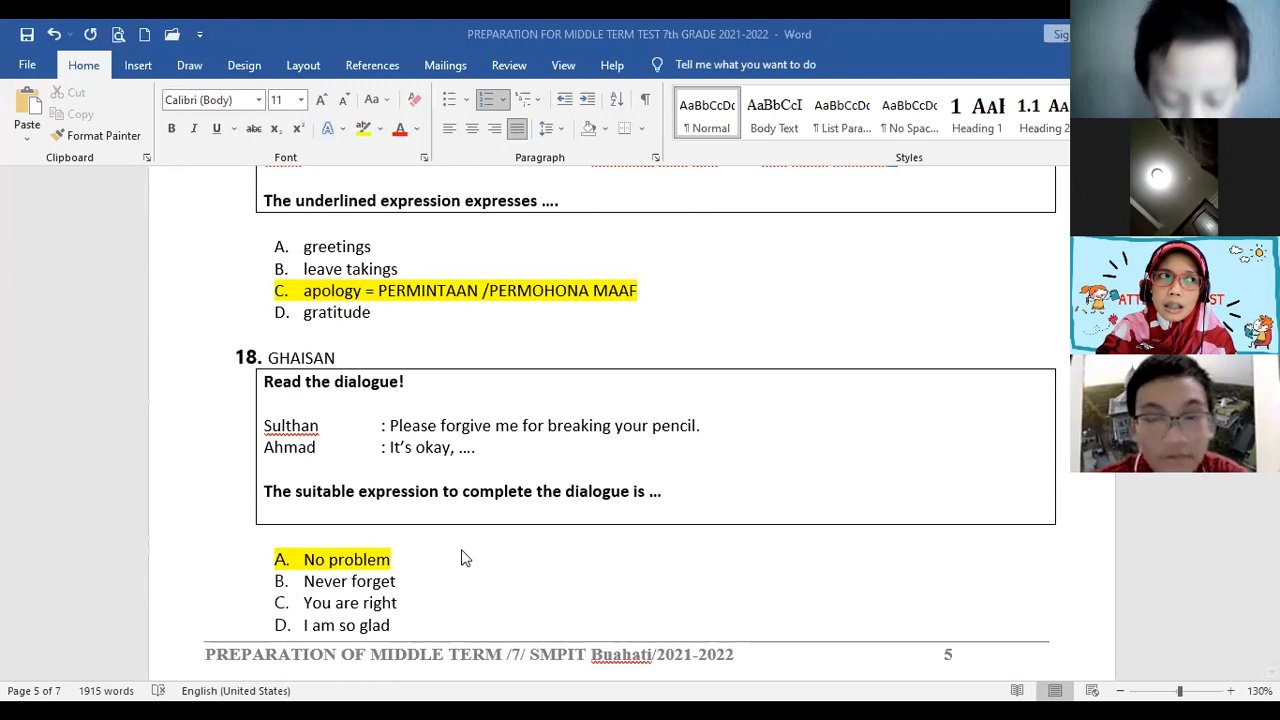 PREPARATION FOR MIDDLE TERM TEST 7th GRADE 2021-2022 - Word
Sig
File Home Insert Draw Design Layout References Mailings Review View Help Tell me what you want to do
Paste
Cut
Copy
Format Painter
Calibri (Body) 11
AaBbCcDc AaBbCcI AaBbCcDc AaBbCcDc 1 AaI 1.1 AaB
¶ Normal Body Text ¶ List Para... ¶ No Spac... Heading 1 Heading 2
Clipboard Font Paragraph Styles
The underlined expression expresses ….
A. greetings
B. leave takings
C. apology = PERMINTAAN /PERMOHONA MAAF
D. gratitude
18. GHAISAN
Read the dialogue!
Sulthan : Please forgive me for breaking your pencil.
Ahmad : It’s okay, ….
The suitable expression to complete the dialogue is …
A. No problem
B. Never forget
C. You are right
D. I am so glad
PREPARATION OF MIDDLE TERM /7/ SMPIT Buahati/2021-2022 5
Page 5 of 7 1915 words English (United States) 130%